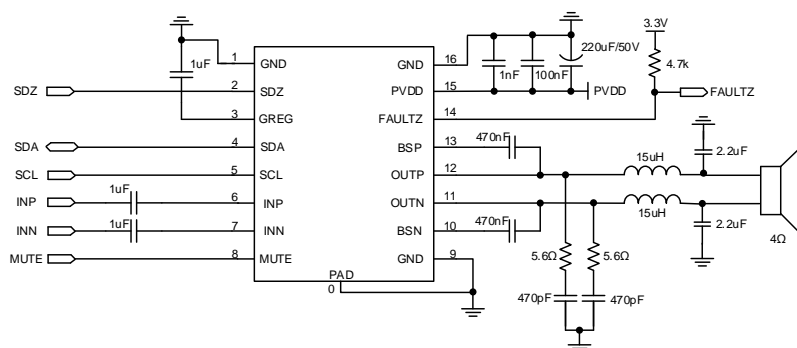 3.3V
220uF/50V
4.7k
1uF
1nF
100nF
1 GND
GND 16
SDZ
2 SDZ
PVDD 15
PVDD
3 GREG
FAULTZ 14
FAULTZ
SDA
4 SDA
BSP 13
470nF
2.2uF
SCL
5 SCL
OUTP 12
15uH
1uF
INP
6 INP
OUTN 11
15uH
1uF
INN
7 INN
BSN 10
470nF
2.2uF
4Ω
MUTE
8 MUTE
GND 9
5.6Ω
5.6Ω
PAD
0
470pF
470pF